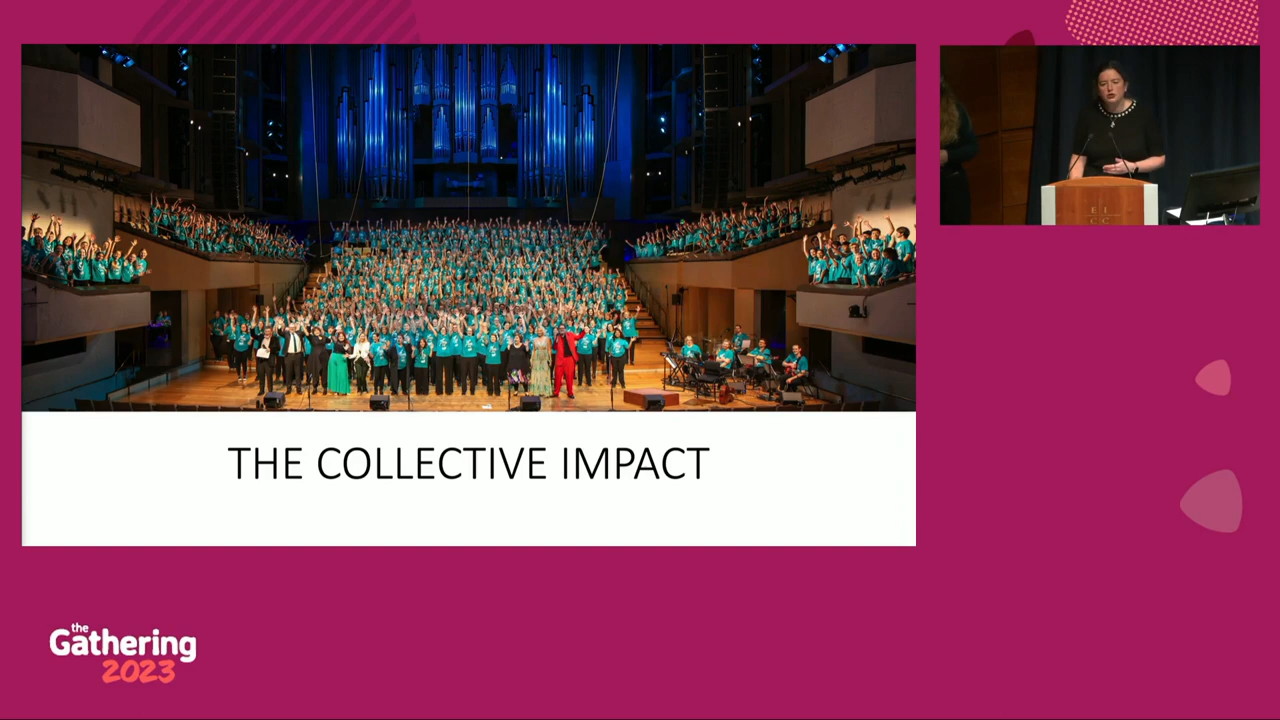 THE COLLECTIVE IMPACT
the
Gathering
2023
E I
C C